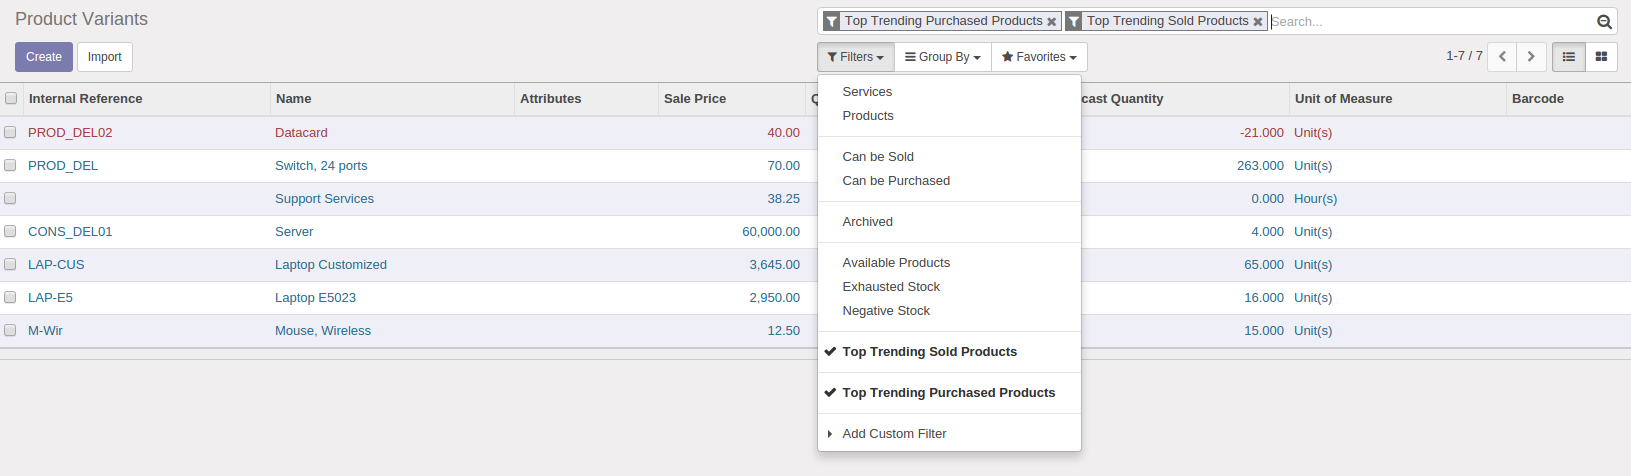 Product Variants
Top Trending Purchased Products Top Trending Sold Products Search...
Create Import
Filters Group By Favorites 1-7 / 7
Internal Reference Name Attributes Sale Price Quantity Unit of Measure Barcode
PROD_DEL02 Datacard 40.00 -21.000 Unit(s)
PROD_DEL Switch, 24 ports 70.00 263.000 Unit(s)
Support Services 38.25 0.000 Hour(s)
CONS_DEL01 Server 60,000.00 4.000 Unit(s)
LAP-CUS Laptop Customized 3,645.00 65.000 Unit(s)
LAP-E5 Laptop E5023 2,950.00 16.000 Unit(s)
M-Wir Mouse, Wireless 12.50 15.000 Unit(s)
Services
Products
Can be Sold
Can be Purchased
Archived
Available Products
Exhausted Stock
Negative Stock
Top Trending Sold Products
Top Trending Purchased Products
Add Custom Filter